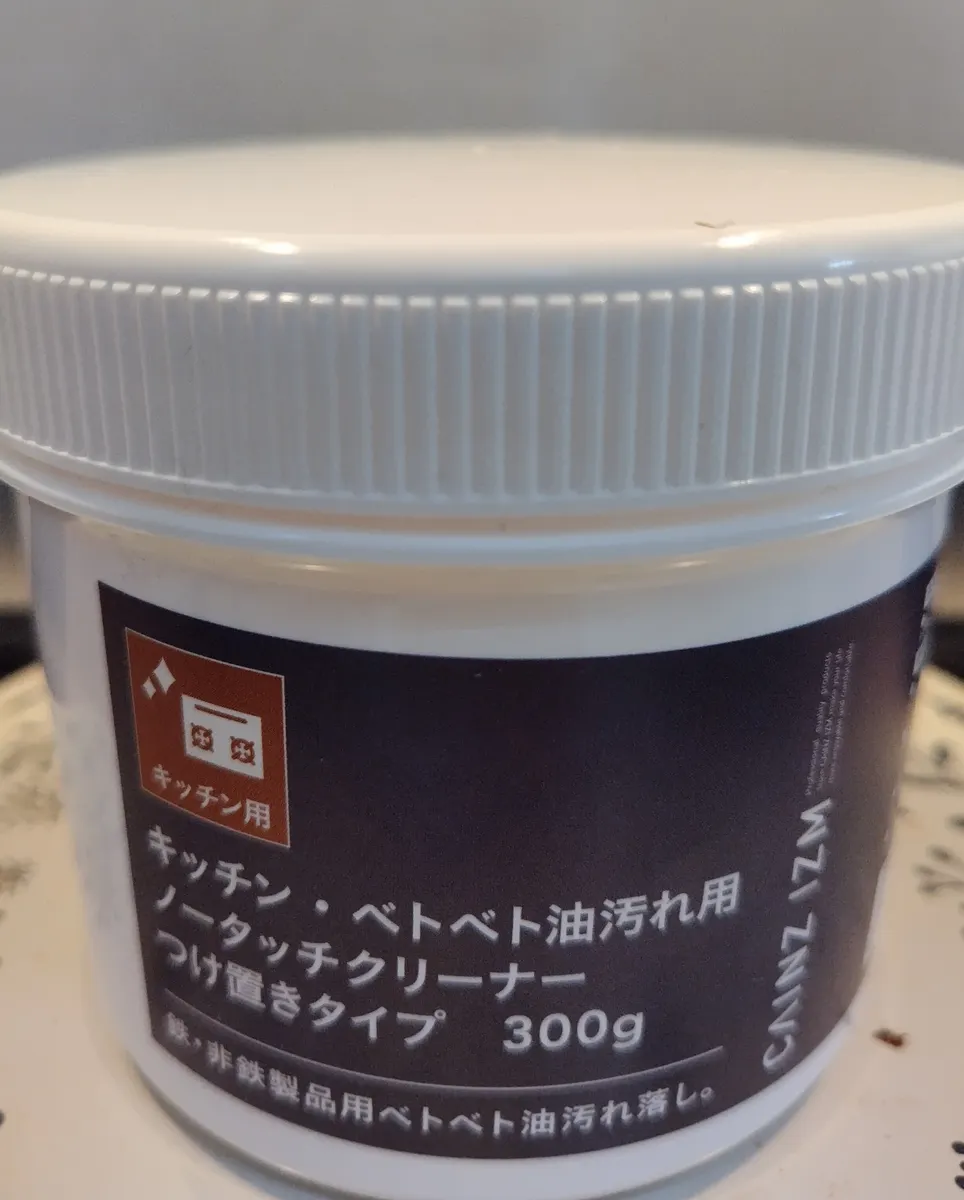 キッチン用
キッチン・ベトベト油汚れ用
ノータッチクリーナー
つけ置きタイプ 300g
鉄,非鉄製品用ベトベト油汚れ落し。
CAINZ IZM